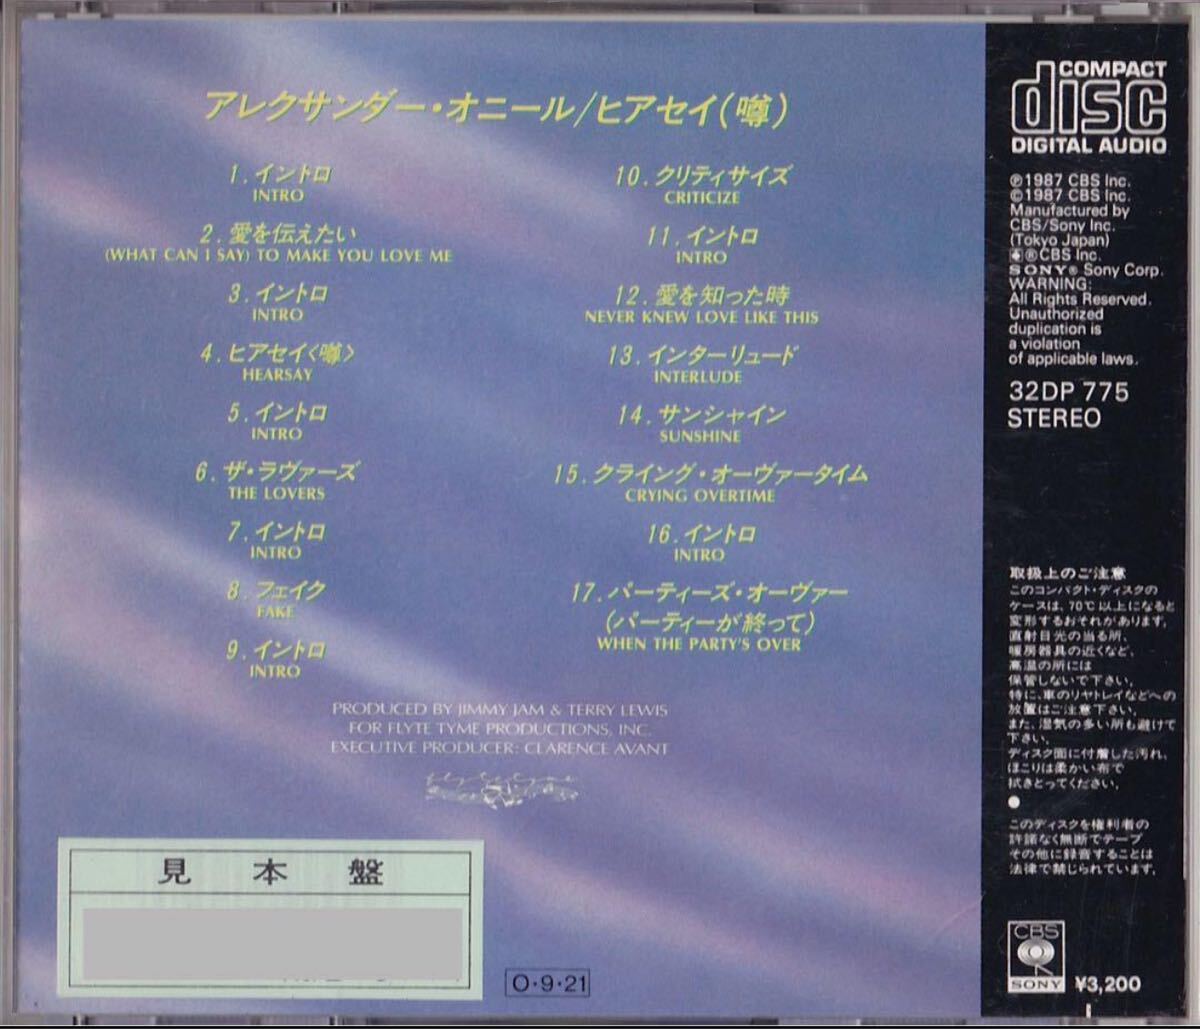 アレクサンダー・オニール/ヒアセイ(噂)
1.イントロ
INTRO
2.愛を伝えたい
(WHAT CAN I SAY) TO MAKE YOU LOVE ME
3.イントロ
INTRO
4.ヒアセイ〈噂〉
HEARSAY
5.イントロ
INTRO
6.ザ・ラヴァーズ
THE LOVERS
7.イントロ
INTRO
8.フェイク
FAKE
9.イントロ
INTRO
10.クリティサイズ
CRITICIZE
11.イントロ
INTRO
12.愛を知った時
NEVER KNEW LOVE LIKE THIS
13.インターリュード
INTERLUDE
14.サンシャイン
SUNSHINE
15.クライング・オーヴァータイム
CRYING OVERTIME
16.イントロ
INTRO
17.パーティーズ・オーヴァー
(パーティーが終って)
WHEN THE PARTY'S OVER
PRODUCED BY JIMMY JAM & TERRY LEWIS
FOR FLYTE TYME PRODUCTIONS, INC.
EXECUTIVE PRODUCER: CLARENCE AVANT
flyte tyme
見本盤
O・9・21
COMPACT
disc
DIGITAL AUDIO
℗1987 CBS Inc.
©1987 CBS Inc.
Manufactured by
CBS/Sony Inc.
(Tokyo Japan)
®CBS Inc.
SONY® Sony Corp.
WARNING:
All Rights Reserved.
Unauthorized
duplication is
a violation
of applicable laws.
32DP 775
STEREO
取扱上のご注意
このコンパクト・ディスクの
ケースは、70℃以上になると
変形するおそれがあります。
直射日光の当る所、
暖房器具の近くなど、
高温の所には
保管しないで下さい。
特に、車のリヤトレイなどへの
放置はご注意下さい。
また、湿気の多い所も避けて
下さい。
ディスク面に付着した汚れ、
ほこりは柔かい布で
拭きとってください。
●
このディスクを権利者の
許諾なく無断でテープ
その他に録音することは
法律で禁じられています。
CBS
SONY
¥3,200